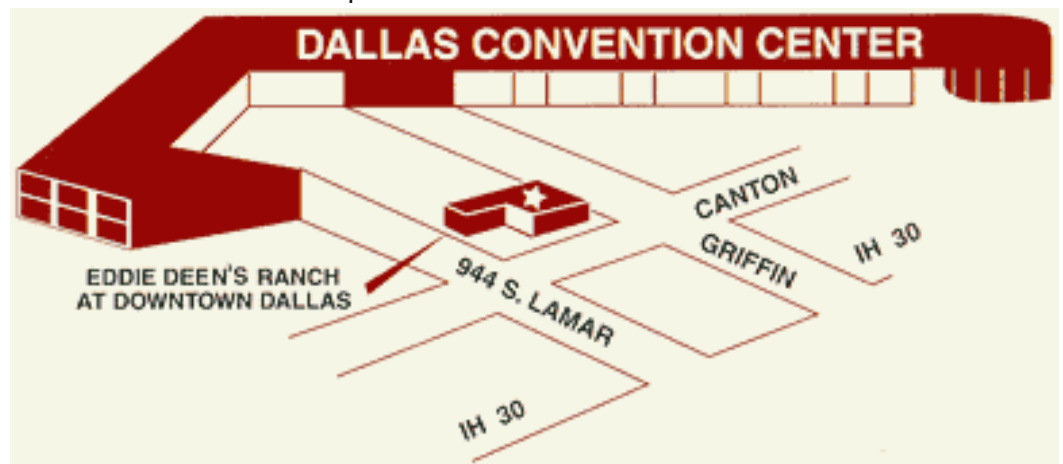 DALLAS CONVENTION CENTER
CANTON
IH 30
GRIFFIN
EDDIE DEEN'S RANCH
AT DOWNTOWN DALLAS
944 S. LAMAR
IH 30